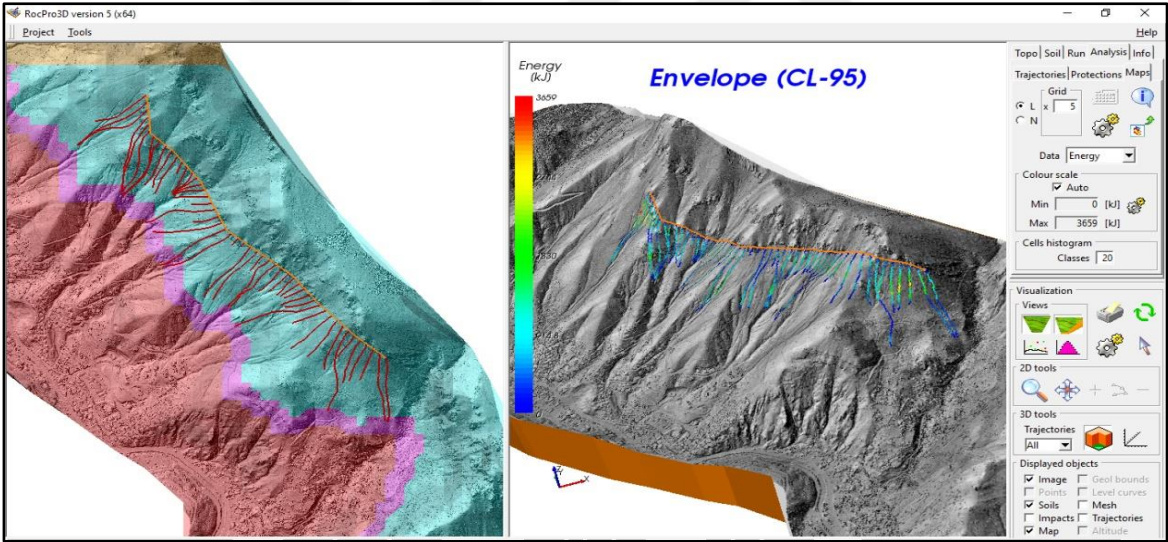 RocPro3D version 5 (x64)
Project Tools
Help
Energy
(kJ)
Envelope (CL-95)
3659
0
Topo Soil Run Analysis Info
Trajectories Protections Maps
Grid
L x 5
N
Data Energy
Colour scale
Auto
Min 0 [kJ]
Max 3659 [kJ]
Cells histogram
Classes 20
Visualization
Views
2D tools
3D tools
Trajectories
All
Displayed objects
Image Geol bounds
Points Level curves
Soils Mesh
Impacts Trajectories
Map Altitude
Z
X